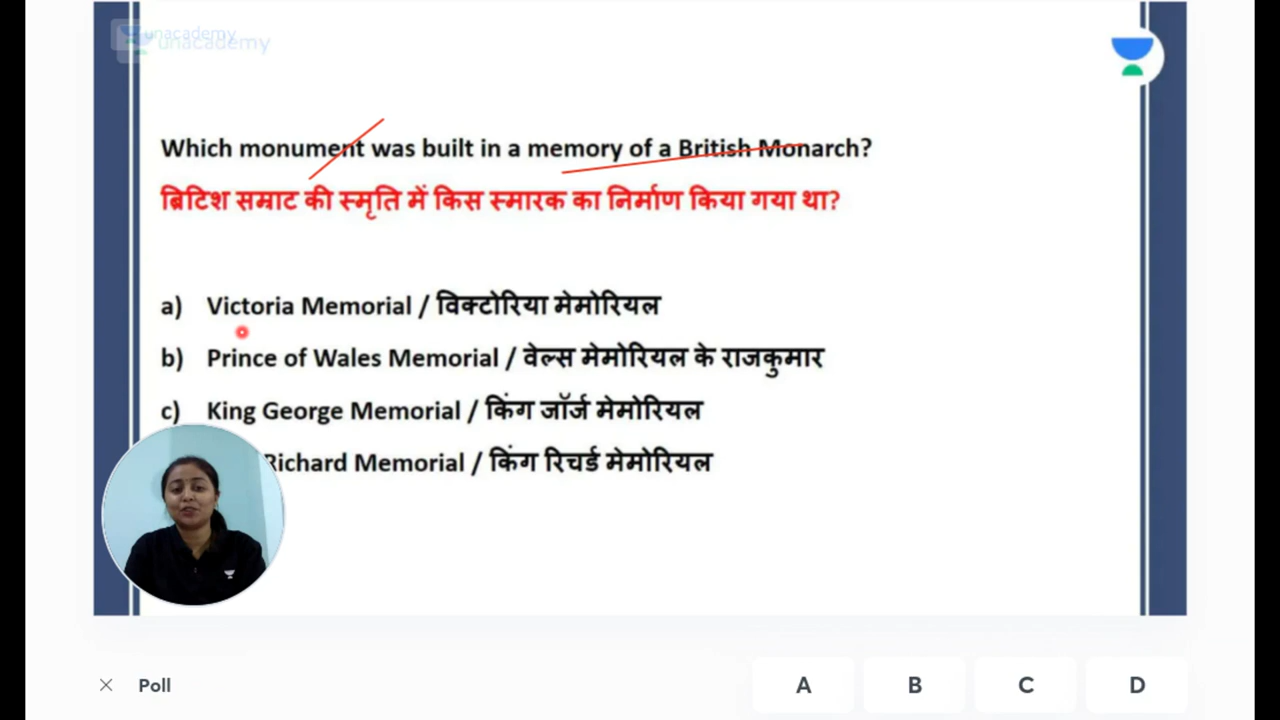 unacademy
unacademy
Which monument was built in a memory of a British Monarch?
ब्रिटिश सम्राट की स्मृति में किस स्मारक का निर्माण किया गया था?
a) Victoria Memorial / विक्टोरिया मेमोरियल
b) Prince of Wales Memorial / वेल्स मेमोरियल के राजकुमार
c) King George Memorial / किंग जॉर्ज मेमोरियल
Richard Memorial / किंग रिचर्ड मेमोरियल
Poll
A B C D